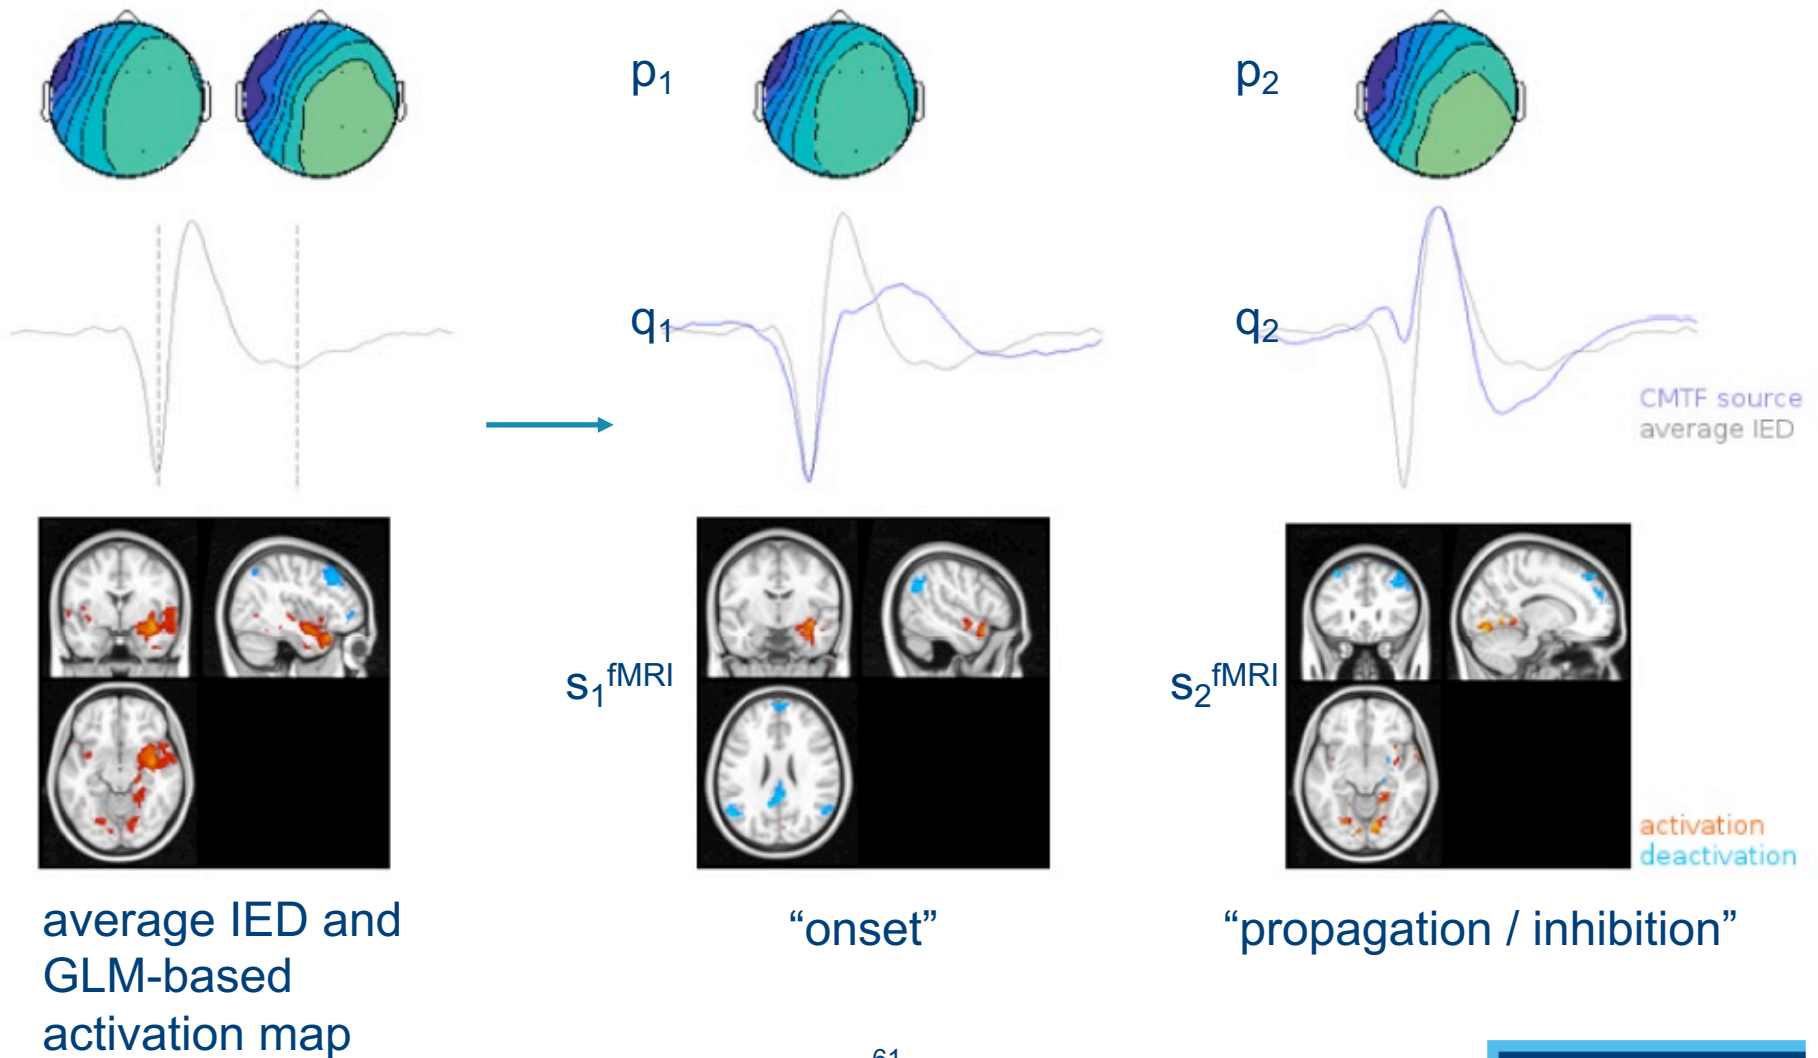 p₁
p₂
q₁
q₂
CMTF source
average IED
s₁ᶠᴹᴿᴵ
s₂ᶠᴹᴿᴵ
activation
deactivation
average IED and
GLM-based
activation map
“onset”
“propagation / inhibition”
61